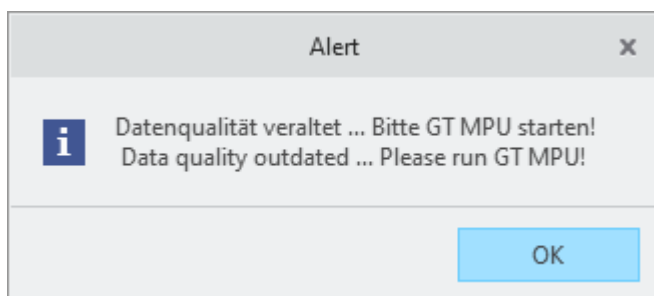 Alert
Datenqualität veraltet ... Bitte GT MPU starten!
Data quality outdated ... Please run GT MPU!
OK